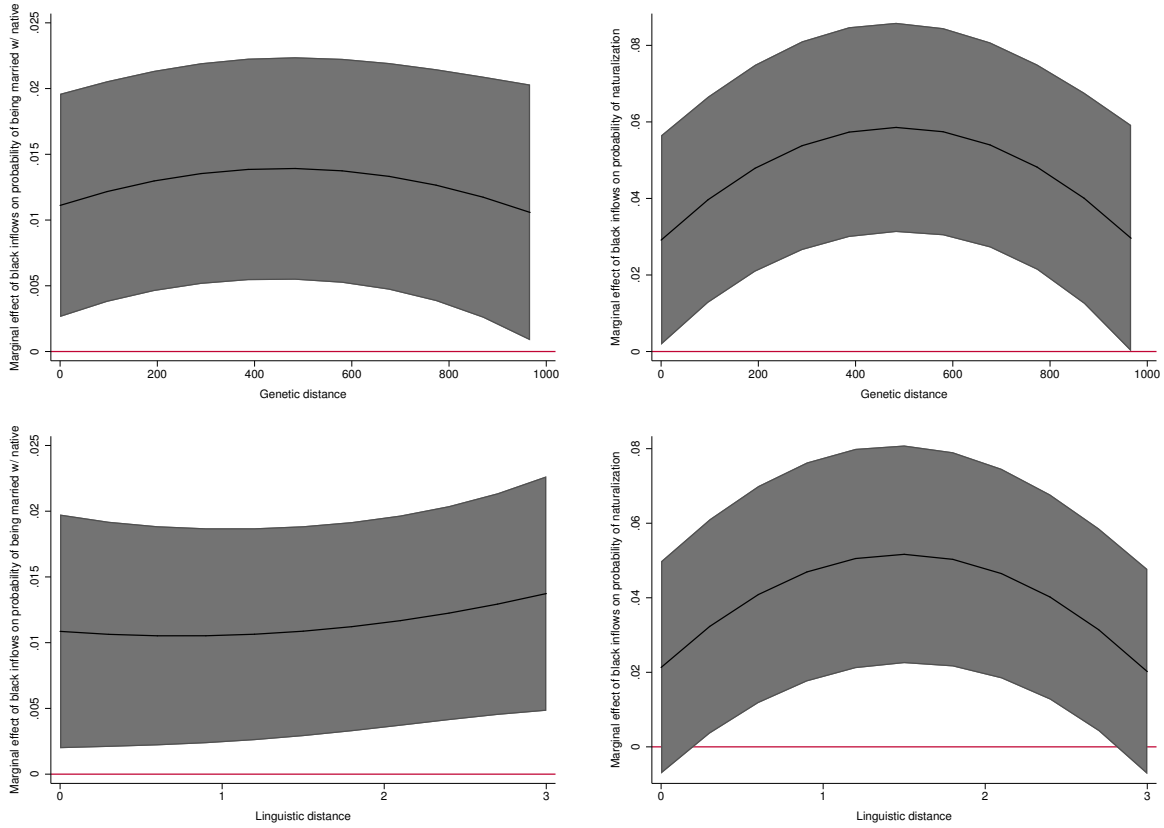 Marginal effect of black inflows on probability of being married w/ native
0 .005 .01 .015 .02 .025
0 200 400 600 800 1000
Genetic distance
Marginal effect of black inflows on probability of naturalization
0 .02 .04 .06 .08
0 200 400 600 800 1000
Genetic distance
Marginal effect of black inflows on probability of being married w/ native
0 .005 .01 .015 .02 .025
0 1 2 3
Linguistic distance
Marginal effect of black inflows on probability of naturalization
0 .02 .04 .06 .08
0 1 2 3
Linguistic distance